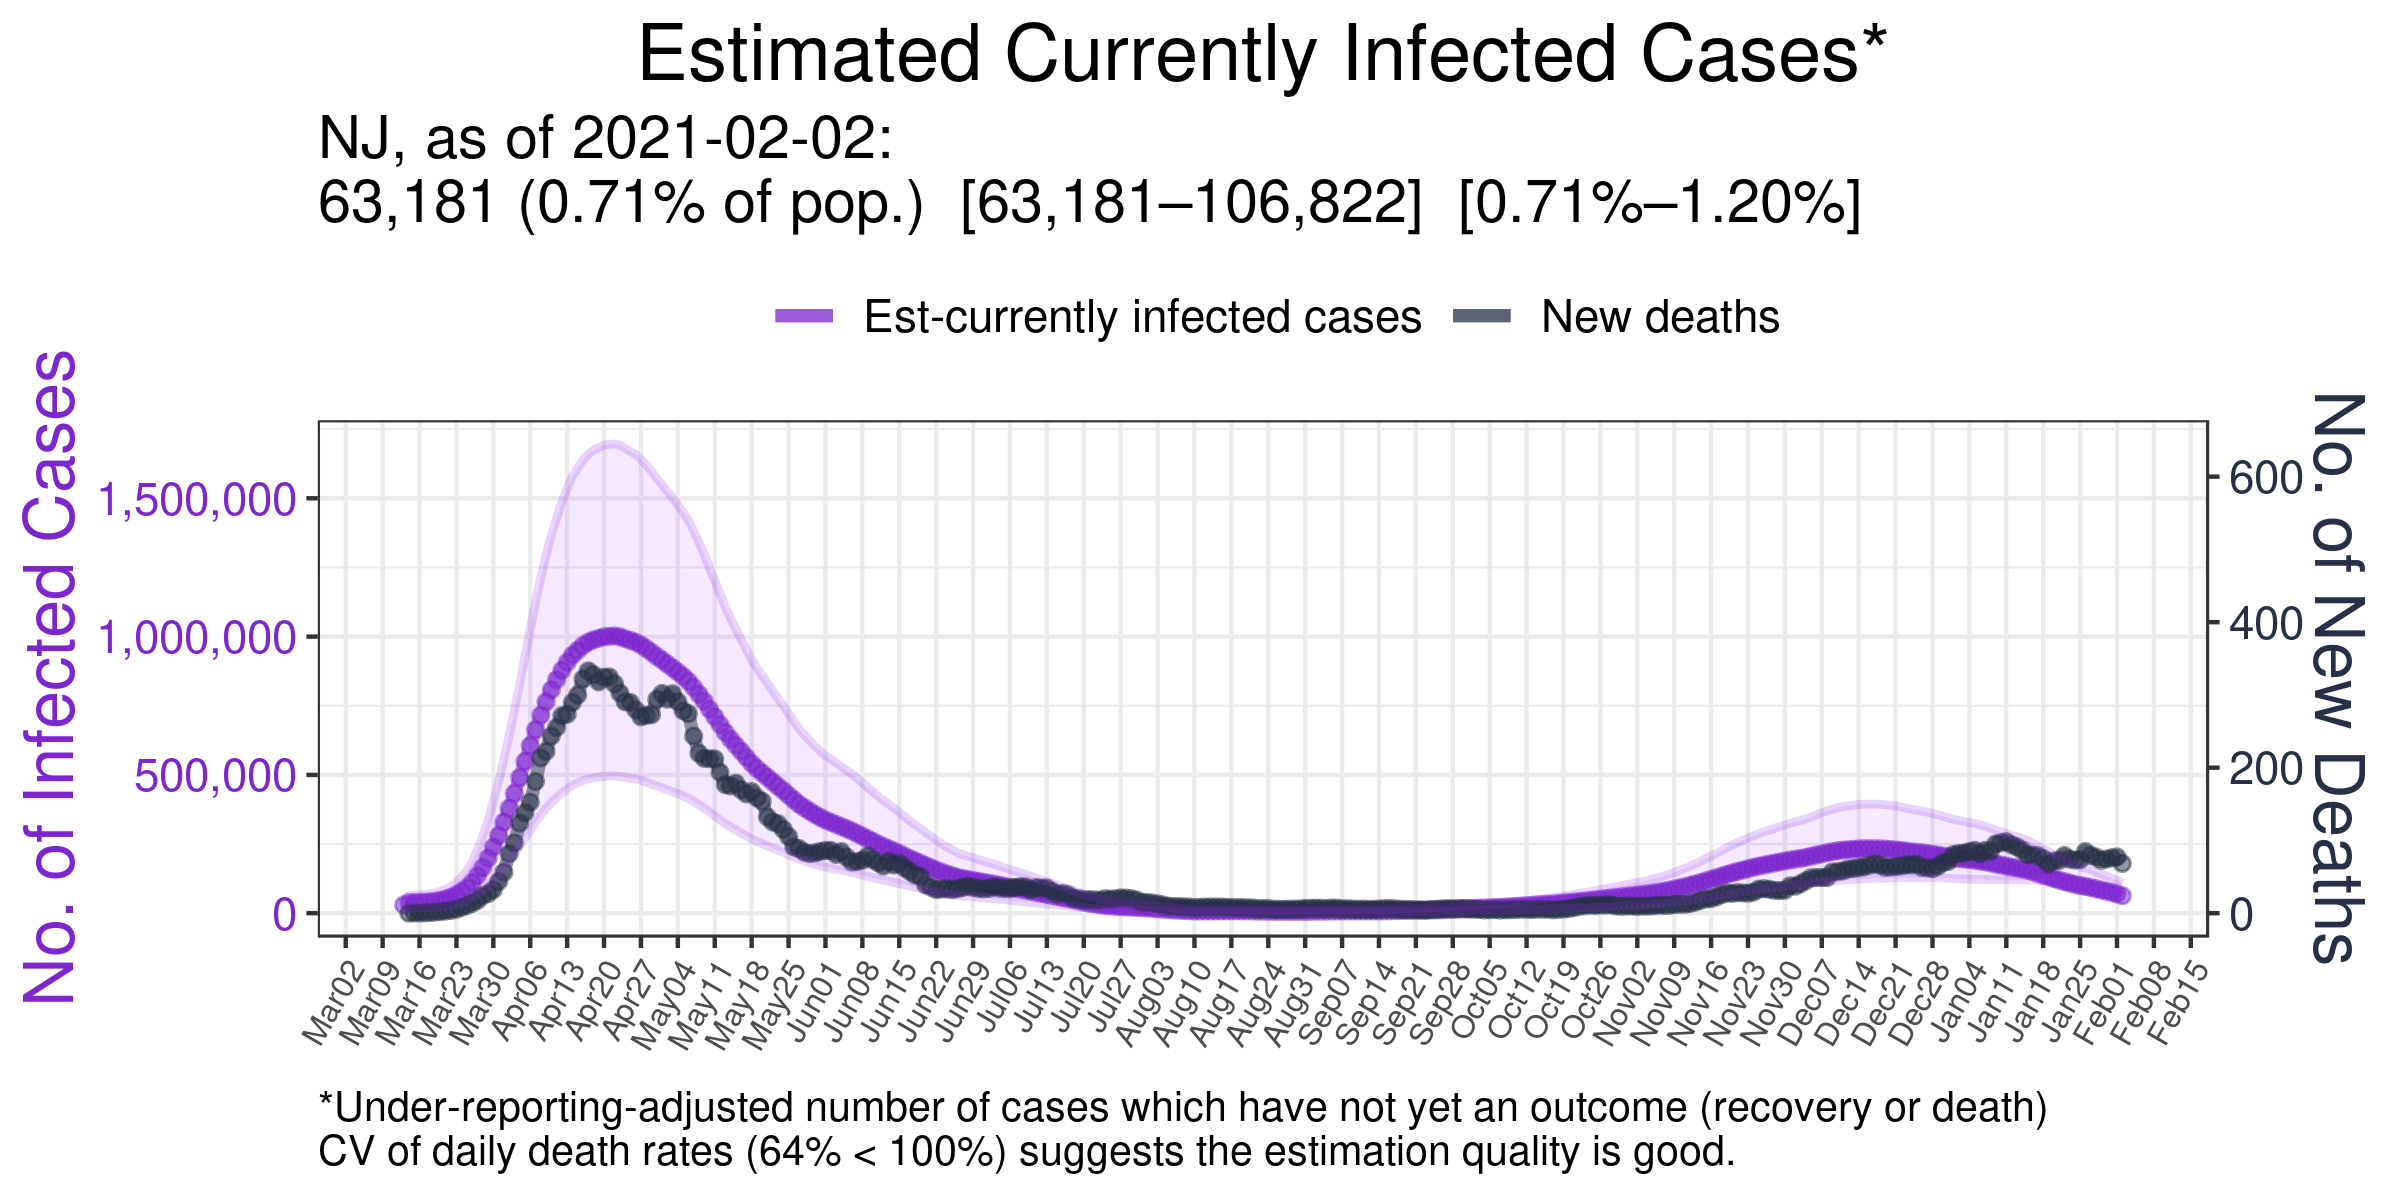 Estimated Currently Infected Cases*
NJ, as of 2021-02-02:
63,181 (0.71% of pop.) [63,181–106,822] [0.71%–1.20%]
Est-currently infected cases New deaths
No. of Infected Cases
1,500,000
1,000,000
500,000
0
600
400
200
0
No. of New Deaths
Mar02 Mar09 Mar16 Mar23 Mar30 Apr06 Apr13 Apr20 Apr27 May04 May11 May18 May25 Jun01 Jun08 Jun15 Jun22 Jun29 Jul06 Jul13 Jul20 Jul27 Aug03 Aug10 Aug17 Aug24 Aug31 Sep07 Sep14 Sep21 Sep28 Oct05 Oct12 Oct19 Oct26 Nov02 Nov09 Nov16 Nov23 Nov30 Dec07 Dec14 Dec21 Dec28 Jan04 Jan11 Jan18 Jan25 Feb01 Feb08 Feb15
*Under-reporting-adjusted number of cases which have not yet an outcome (recovery or death)
CV of daily death rates (64% < 100%) suggests the estimation quality is good.